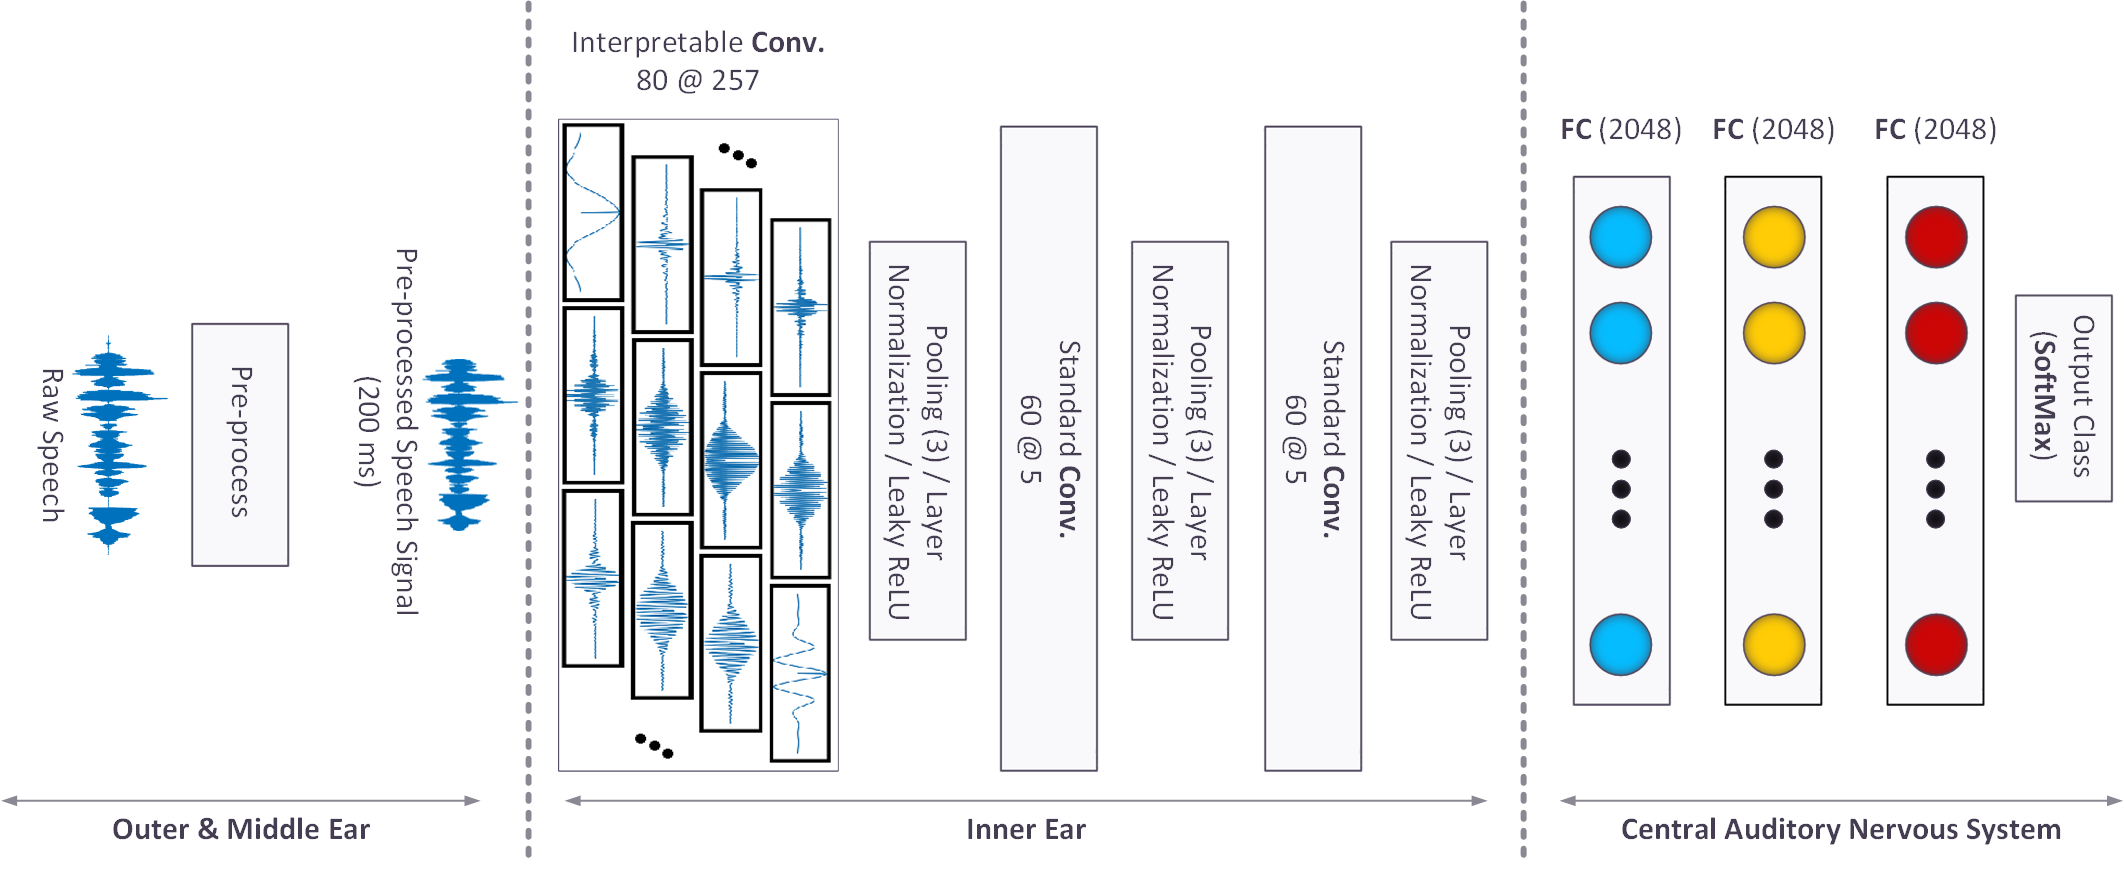 Raw Speech
Pre-process
Pre-processed Speech Signal
(200 ms)
Outer & Middle Ear
Interpretable Conv.
80 @ 257
Pooling (3) / Layer
Normalization / Leaky ReLU
Standard Conv.
60 @ 5
Pooling (3) / Layer
Normalization / Leaky ReLU
Standard Conv.
60 @ 5
Pooling (3) / Layer
Normalization / Leaky ReLU
Inner Ear
FC (2048)
FC (2048)
FC (2048)
Output Class
(SoftMax)
Central Auditory Nervous System